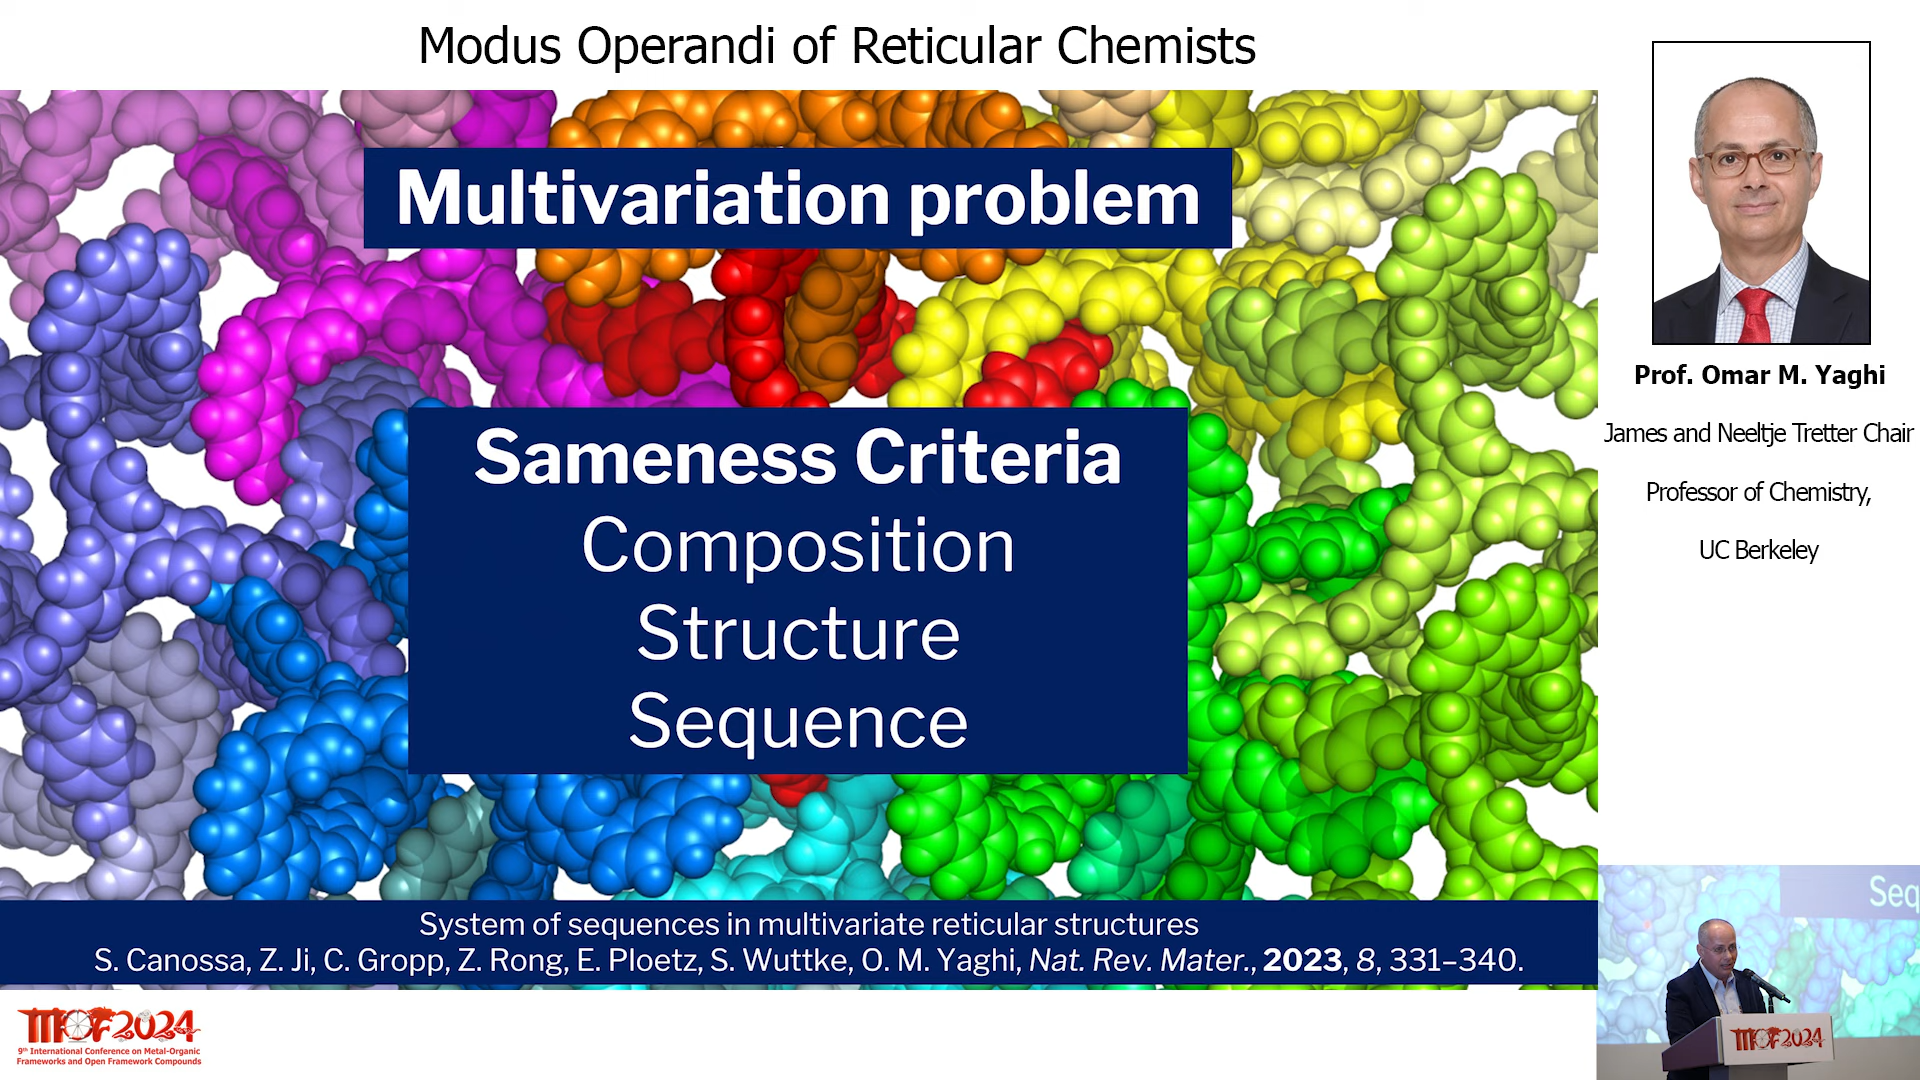 Modus Operandi of Reticular Chemists
Multivariation problem
Sameness Criteria
Composition
Structure
Sequence
System of sequences in multivariate reticular structures
S. Canossa, Z. Ji, C. Gropp, Z. Rong, E. Ploetz, S. Wuttke, O. M. Yaghi, Nat. Rev. Mater., 2023, 8, 331–340.
Prof. Omar M. Yaghi
James and Neeltje Tretter Chair
Professor of Chemistry,
UC Berkeley
MOF2024
9th International Conference on Metal-Organic
Frameworks and Open Framework Compounds
Seq
MOF2024